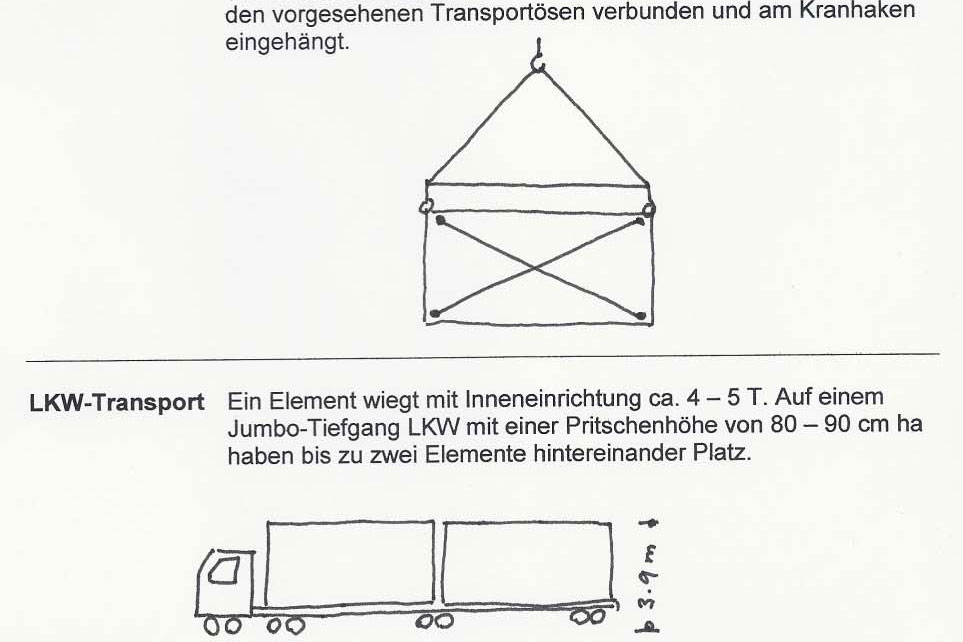 den vorgesehenen Transportösen verbunden und am Kranhaken
eingehängt.
LKW-Transport Ein Element wiegt mit Inneneinrichtung ca. 4 – 5 T. Auf einem
Jumbo-Tiefgang LKW mit einer Pritschenhöhe von 80 – 90 cm ha
haben bis zu zwei Elemente hintereinander Platz.
3.9 m